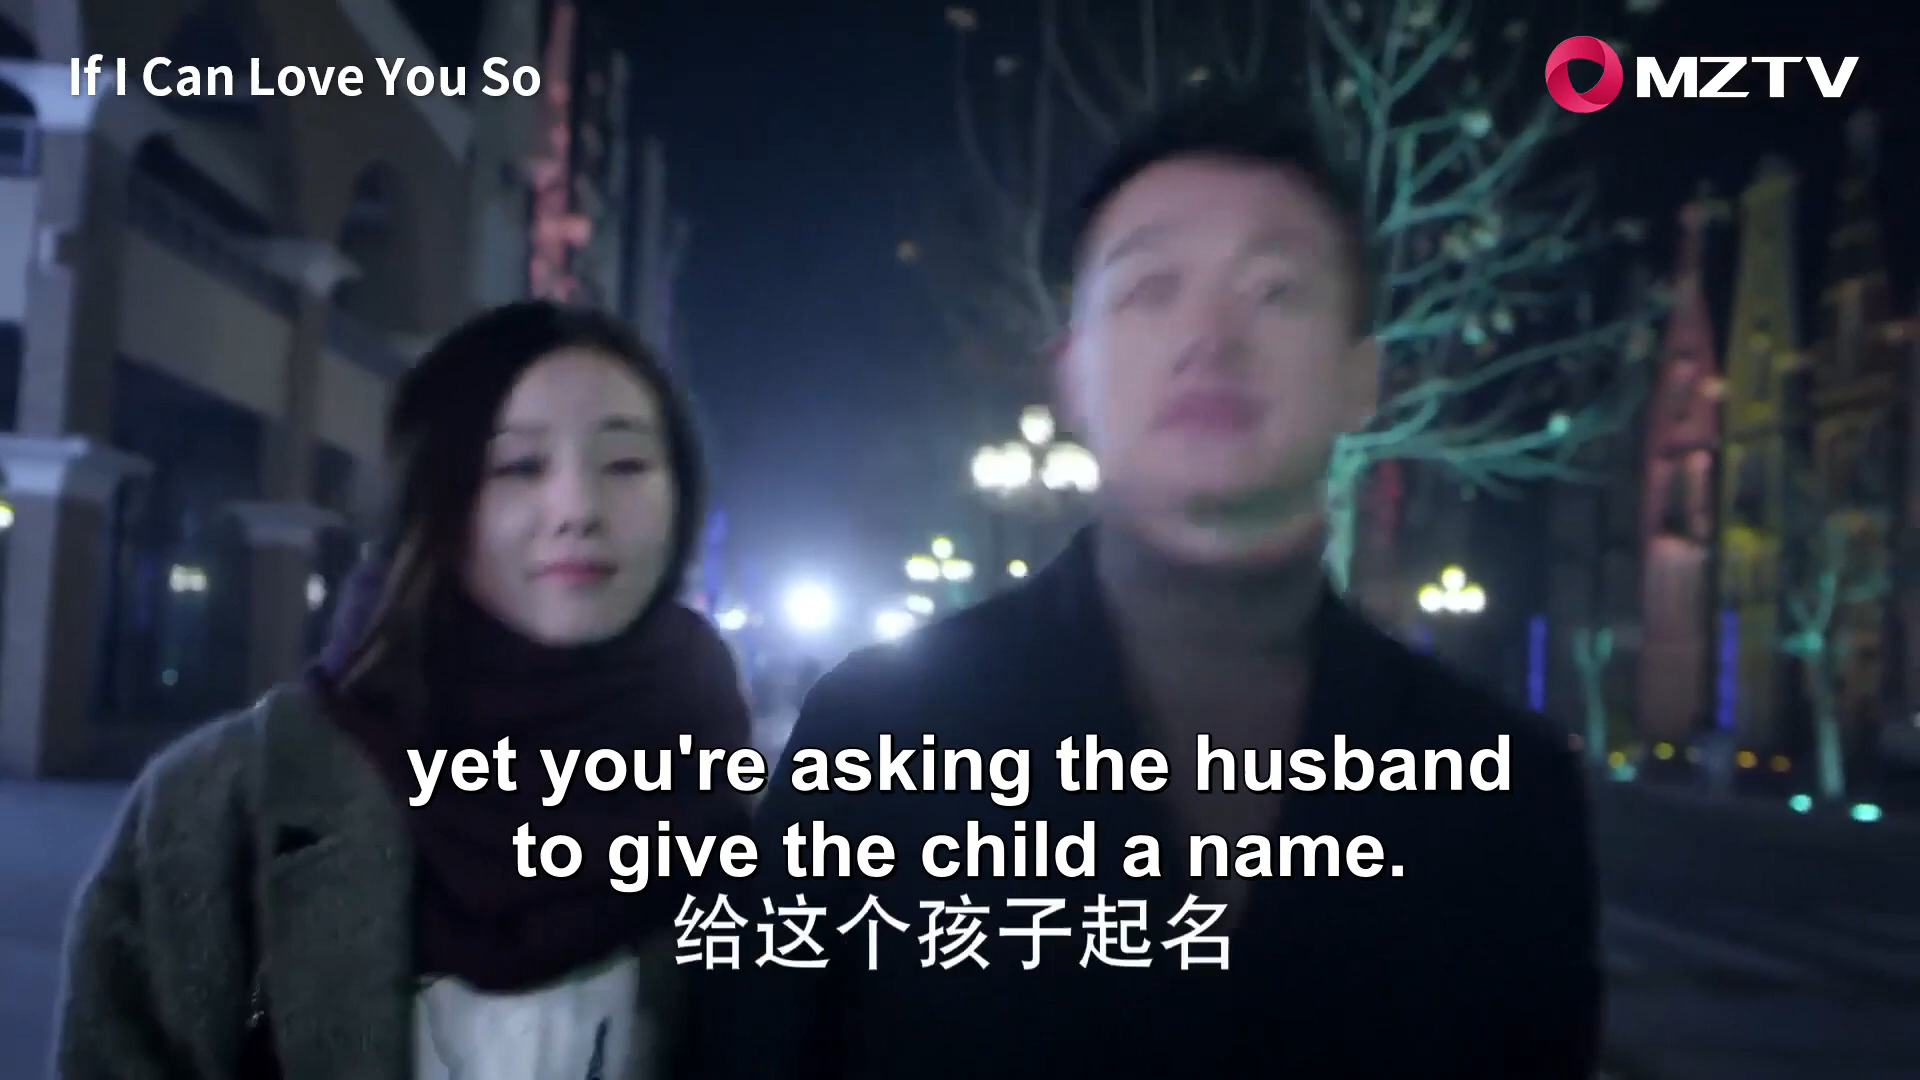 If I Can Love You So
MZTV
yet you're asking the husband
to give the child a name.
给这个孩子起名